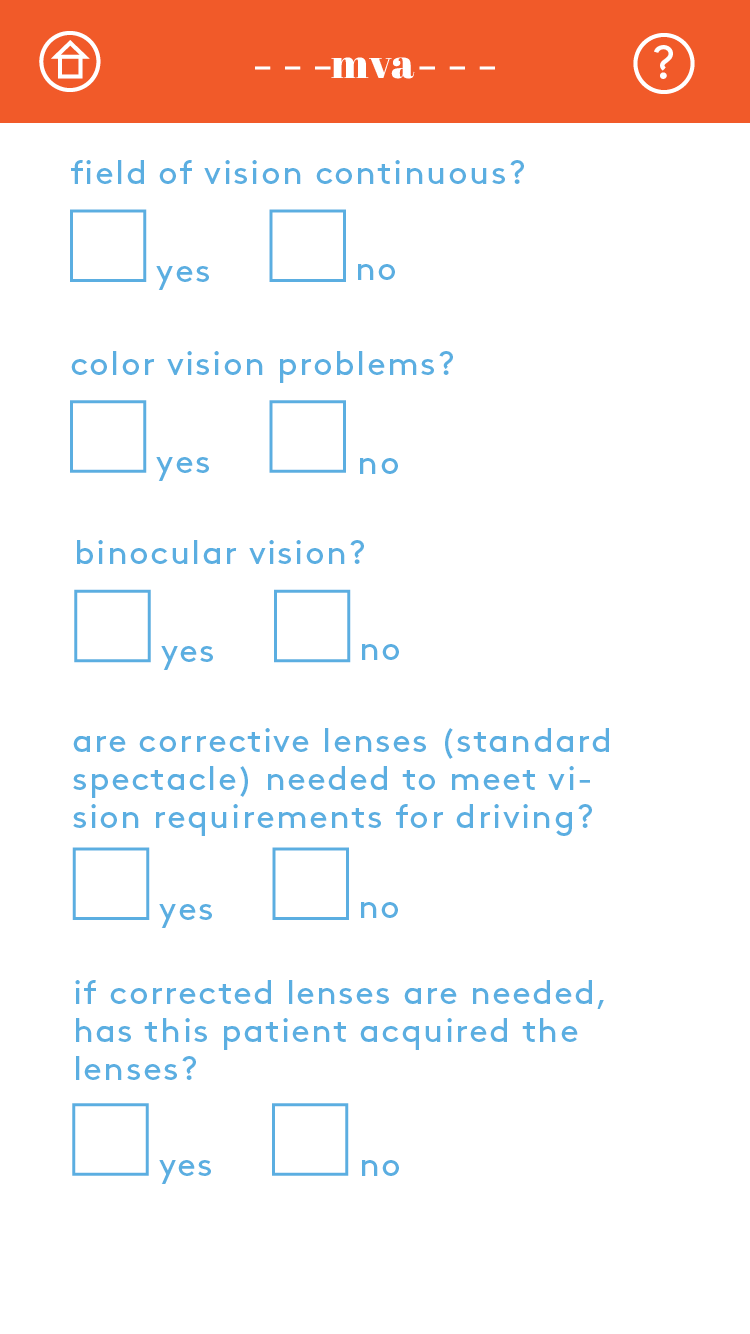 - - -mva- - -
?
field of vision continuous?
yes no
color vision problems?
yes no
binocular vision?
yes no
are corrective lenses (standard
spectacle) needed to meet vi-
sion requirements for driving?
yes no
if corrected lenses are needed,
has this patient acquired the
lenses?
yes no